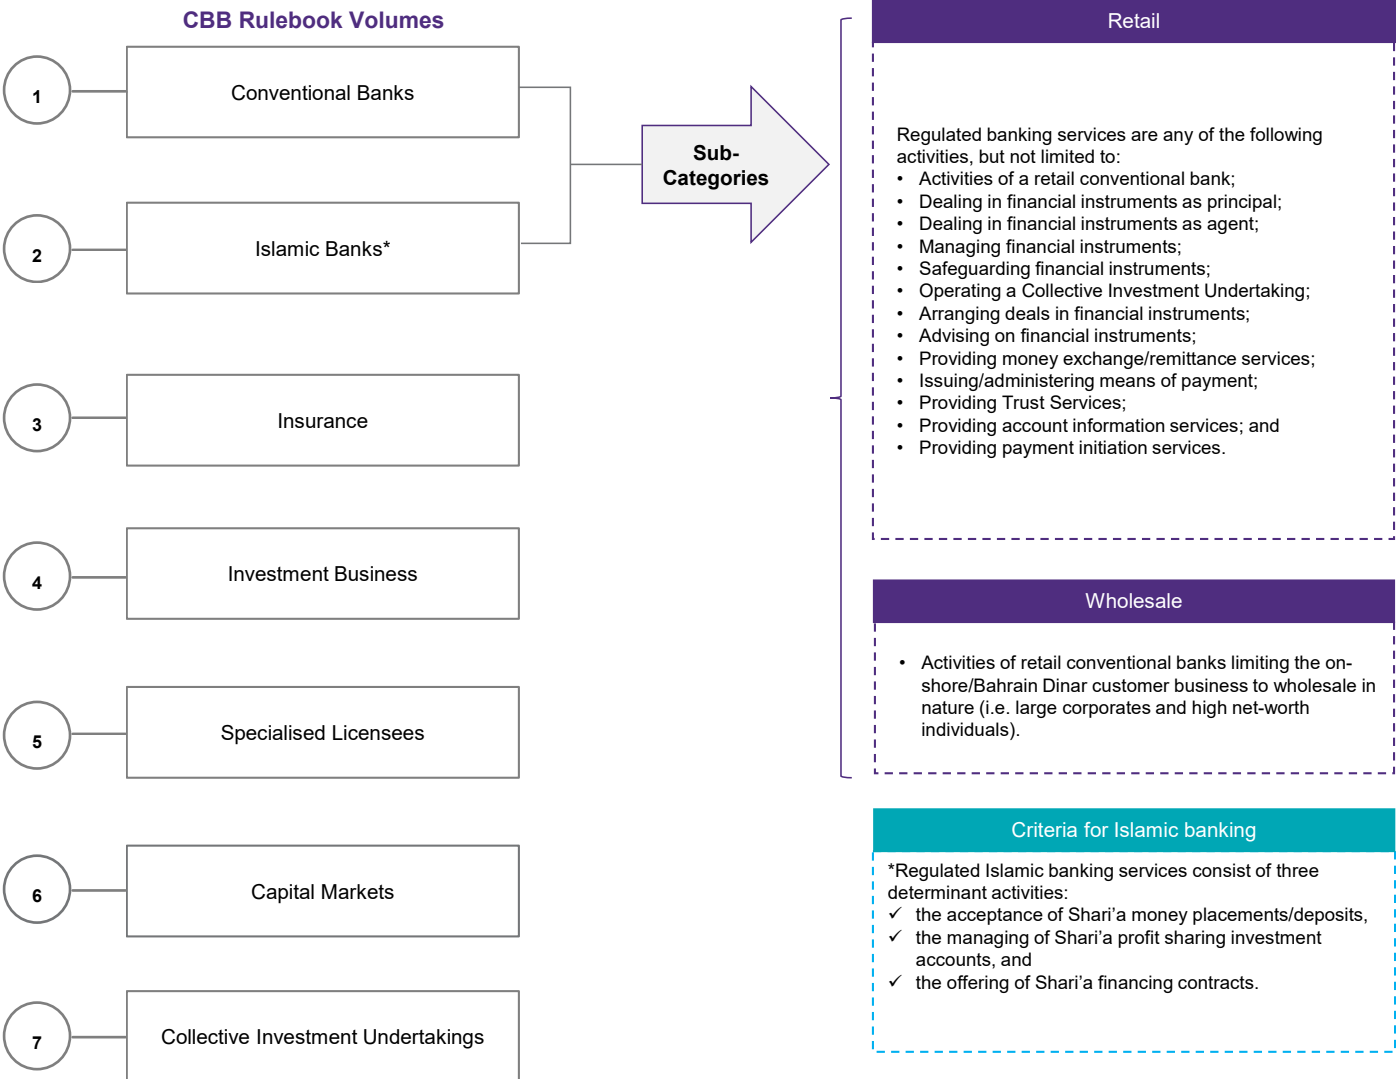 CBB Rulebook Volumes
1
Conventional Banks
2
Islamic Banks*
3
Insurance
4
Investment Business
5
Specialised Licensees
6
Capital Markets
7
Collective Investment Undertakings
Sub-
Categories
Retail
Regulated banking services are any of the following
activities, but not limited to:
• Activities of a retail conventional bank;
• Dealing in financial instruments as principal;
• Dealing in financial instruments as agent;
• Managing financial instruments;
• Safeguarding financial instruments;
• Operating a Collective Investment Undertaking;
• Arranging deals in financial instruments;
• Advising on financial instruments;
• Providing money exchange/remittance services;
• Issuing/administering means of payment;
• Providing Trust Services;
• Providing account information services; and
• Providing payment initiation services.
Wholesale
• Activities of retail conventional banks limiting the on-
shore/Bahrain Dinar customer business to wholesale in
nature (i.e. large corporates and high net-worth
individuals).
Criteria for Islamic banking
*Regulated Islamic banking services consist of three
determinant activities:
✓ the acceptance of Shari’a money placements/deposits,
✓ the managing of Shari’a profit sharing investment
accounts, and
✓ the offering of Shari’a financing contracts.